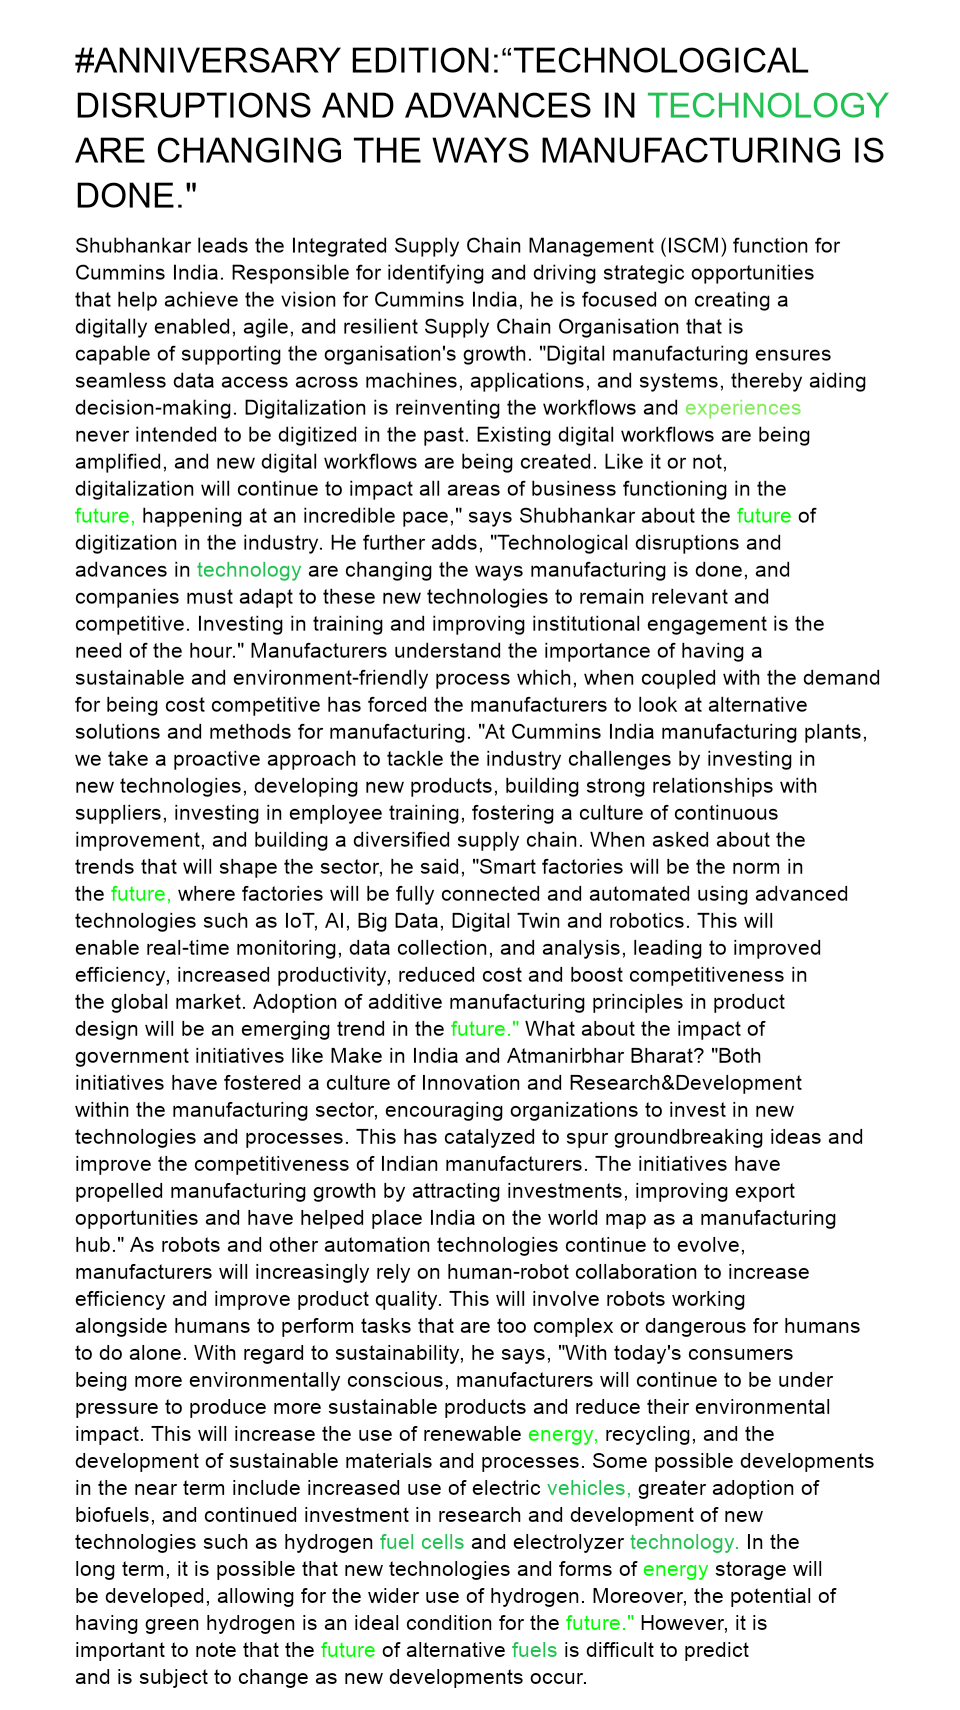 #ANNIVERSARY EDITION:“TECHNOLOGICAL
DISRUPTIONS AND ADVANCES IN TECHNOLOGY
ARE CHANGING THE WAYS MANUFACTURING IS
DONE."
Shubhankar leads the Integrated Supply Chain Management (ISCM) function for
Cummins India. Responsible for identifying and driving strategic opportunities
that help achieve the vision for Cummins India, he is focused on creating a
digitally enabled, agile, and resilient Supply Chain Organisation that is
capable of supporting the organisation's growth. "Digital manufacturing ensures
seamless data access across machines, applications, and systems, thereby aiding
decision-making. Digitalization is reinventing the workflows and experiences
never intended to be digitized in the past. Existing digital workflows are being
amplified, and new digital workflows are being created. Like it or not,
digitalization will continue to impact all areas of business functioning in the
future, happening at an incredible pace," says Shubhankar about the future of
digitization in the industry. He further adds, "Technological disruptions and
advances in technology are changing the ways manufacturing is done, and
companies must adapt to these new technologies to remain relevant and
competitive. Investing in training and improving institutional engagement is the
need of the hour." Manufacturers understand the importance of having a
sustainable and environment-friendly process which, when coupled with the demand
for being cost competitive has forced the manufacturers to look at alternative
solutions and methods for manufacturing. "At Cummins India manufacturing plants,
we take a proactive approach to tackle the industry challenges by investing in
new technologies, developing new products, building strong relationships with
suppliers, investing in employee training, fostering a culture of continuous
improvement, and building a diversified supply chain. When asked about the
trends that will shape the sector, he said, "Smart factories will be the norm in
the future, where factories will be fully connected and automated using advanced
technologies such as IoT, AI, Big Data, Digital Twin and robotics. This will
enable real-time monitoring, data collection, and analysis, leading to improved
efficiency, increased productivity, reduced cost and boost competitiveness in
the global market. Adoption of additive manufacturing principles in product
design will be an emerging trend in the future." What about the impact of
government initiatives like Make in India and Atmanirbhar Bharat? "Both
initiatives have fostered a culture of Innovation and Research&Development
within the manufacturing sector, encouraging organizations to invest in new
technologies and processes. This has catalyzed to spur groundbreaking ideas and
improve the competitiveness of Indian manufacturers. The initiatives have
propelled manufacturing growth by attracting investments, improving export
opportunities and have helped place India on the world map as a manufacturing
hub." As robots and other automation technologies continue to evolve,
manufacturers will increasingly rely on human-robot collaboration to increase
efficiency and improve product quality. This will involve robots working
alongside humans to perform tasks that are too complex or dangerous for humans
to do alone. With regard to sustainability, he says, "With today's consumers
being more environmentally conscious, manufacturers will continue to be under
pressure to produce more sustainable products and reduce their environmental
impact. This will increase the use of renewable energy, recycling, and the
development of sustainable materials and processes. Some possible developments
in the near term include increased use of electric vehicles, greater adoption of
biofuels, and continued investment in research and development of new
technologies such as hydrogen fuel cells and electrolyzer technology. In the
long term, it is possible that new technologies and forms of energy storage will
be developed, allowing for the wider use of hydrogen. Moreover, the potential of
having green hydrogen is an ideal condition for the future." However, it is
important to note that the future of alternative fuels is difficult to predict
and is subject to change as new developments occur.